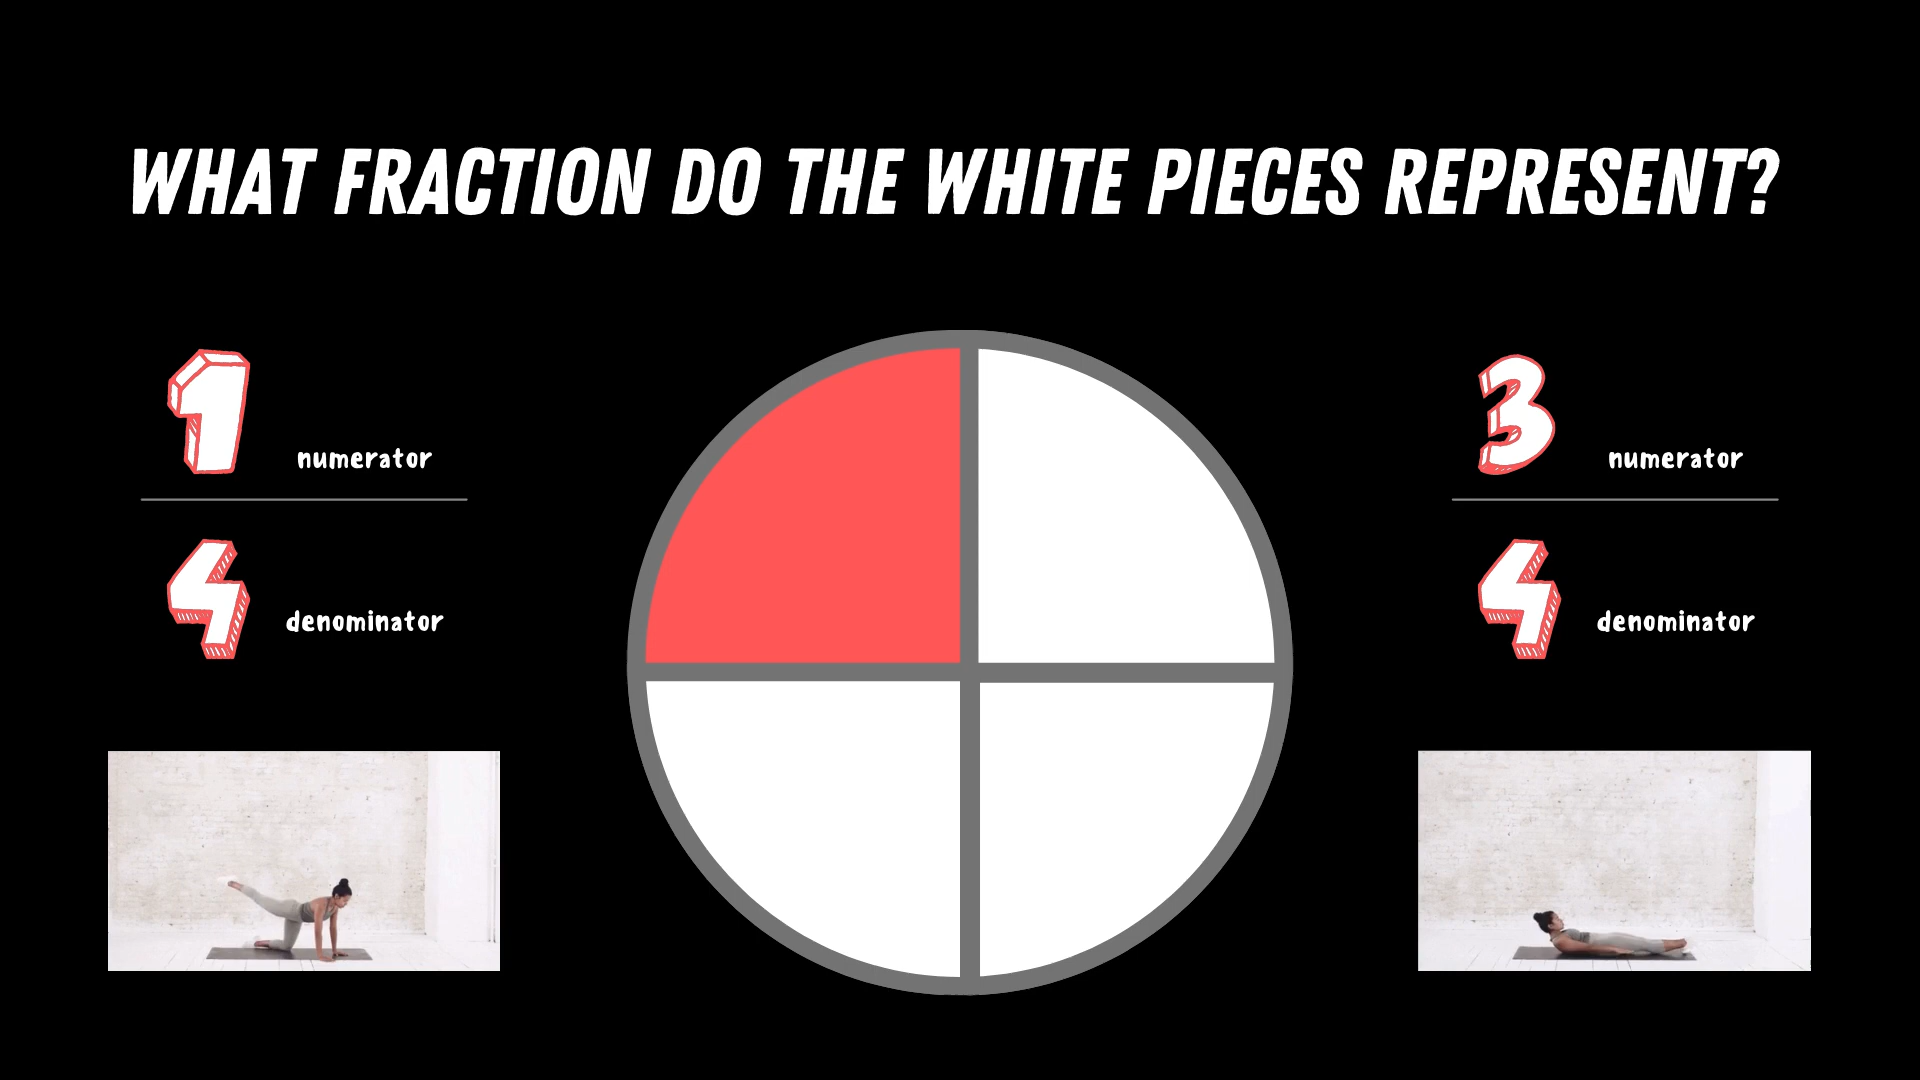 WHAT FRACTION DO THE WHITE PIECES REPRESENT?
1 numerator
4 denominator
3 numerator
4 denominator